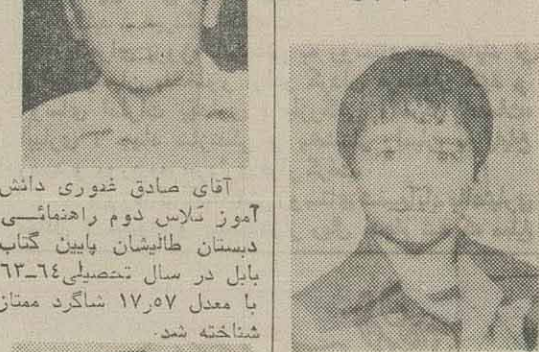 آقای صادق غفوری دانش
آموز کلاس دوم راهنمائی
دبستان طالیشان پایین گتاب
بابل در سال تحصیلی ۶۴-۶۳
با معدل ۱۷٫۵۷ شاگرد ممتاز
شناخته شد.